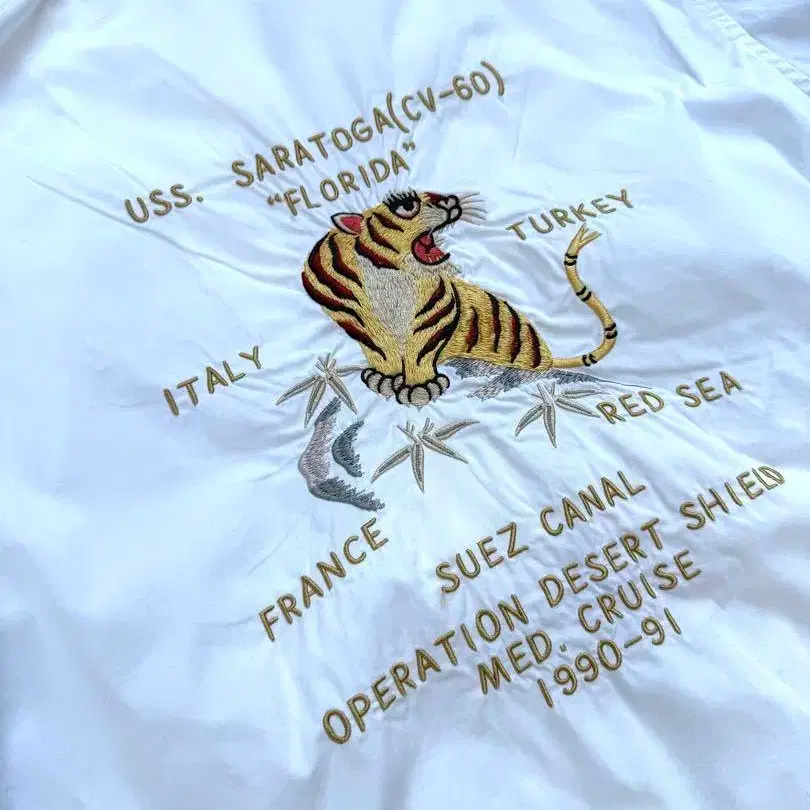 USS. SARATOGA(CV-60)
"FLORIDA"
TURKEY
ITALY
RED SEA
FRANCE
SUEZ CANAL
OPERATION DESERT SHIELD
MED. CRUISE
1990-91